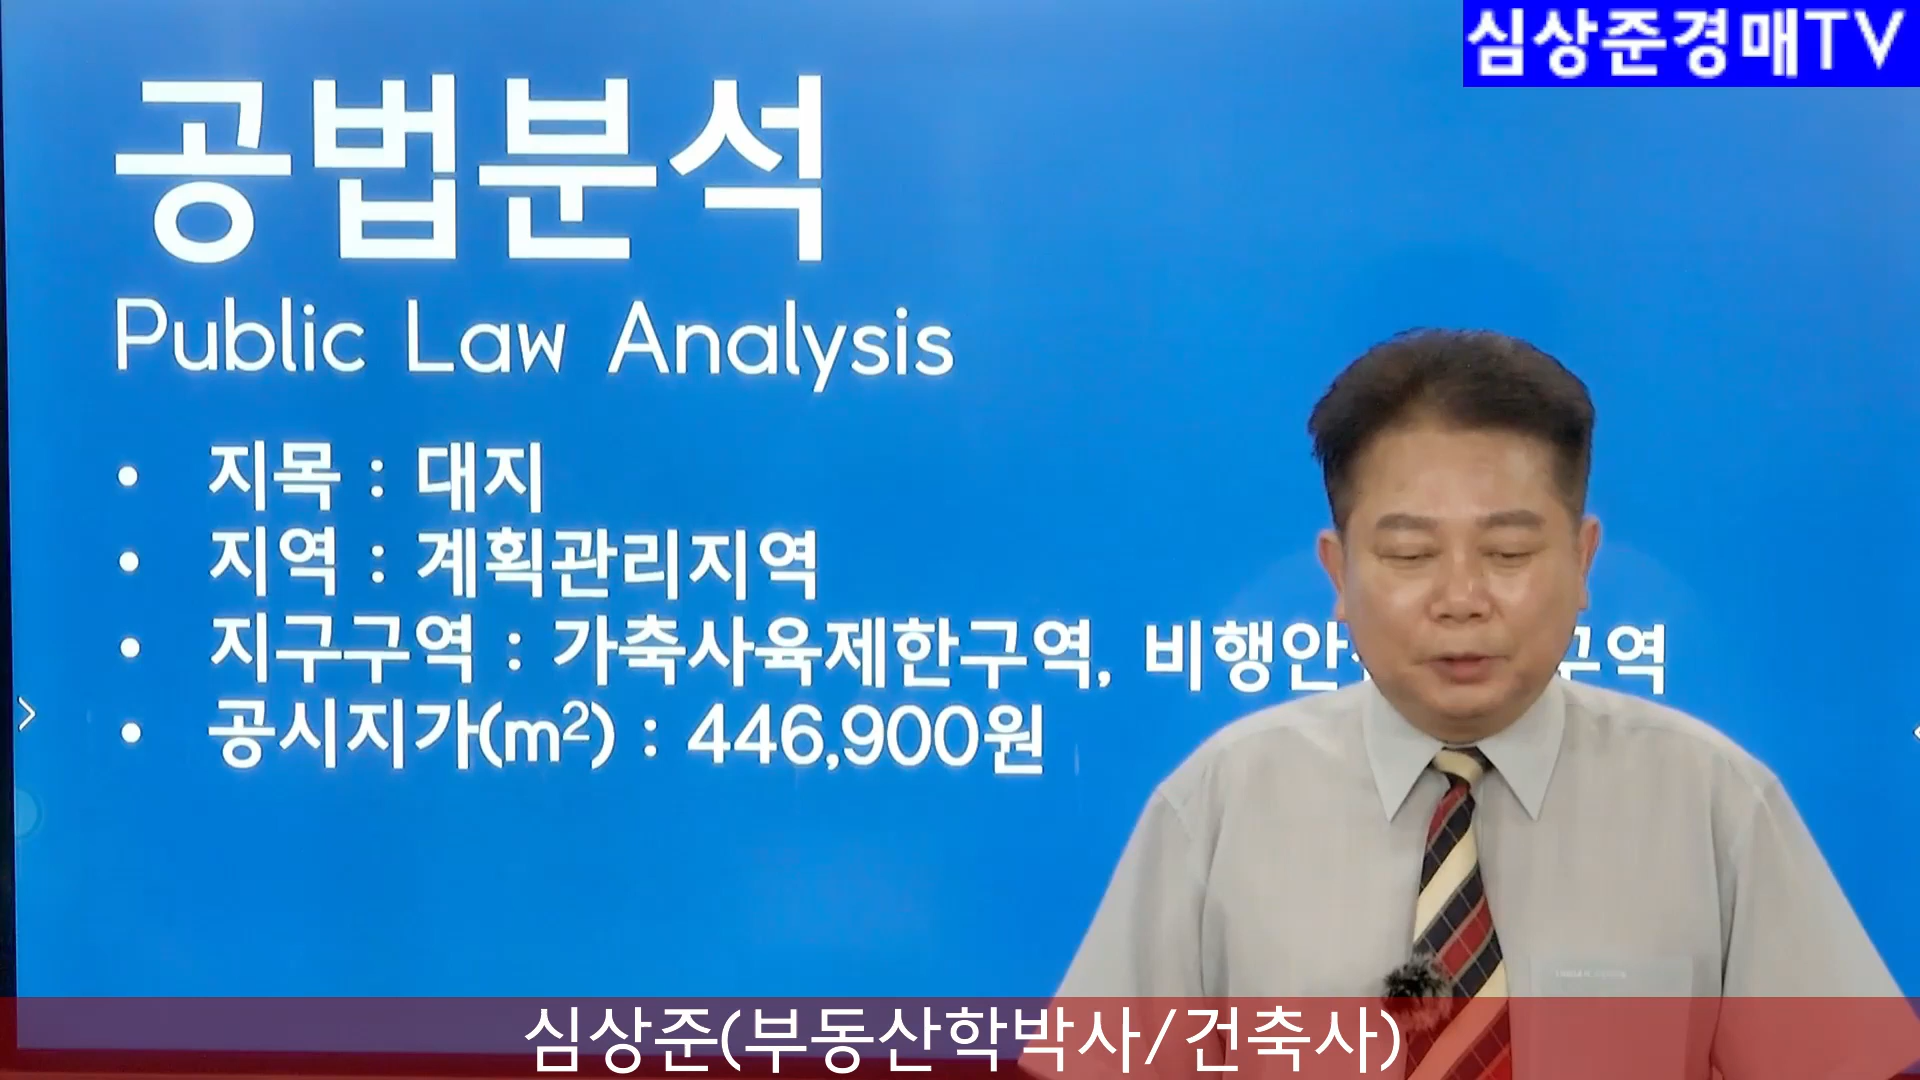 심상준경매TV
공법분석
Public Law Analysis
• 지목 : 대지
• 지역 : 계획관리지역
• 지구구역 : 가축사육제한구역, 비행안 구역
• 공시지가(m²) : 446,900원
심상준(부동산학박사/건축사)